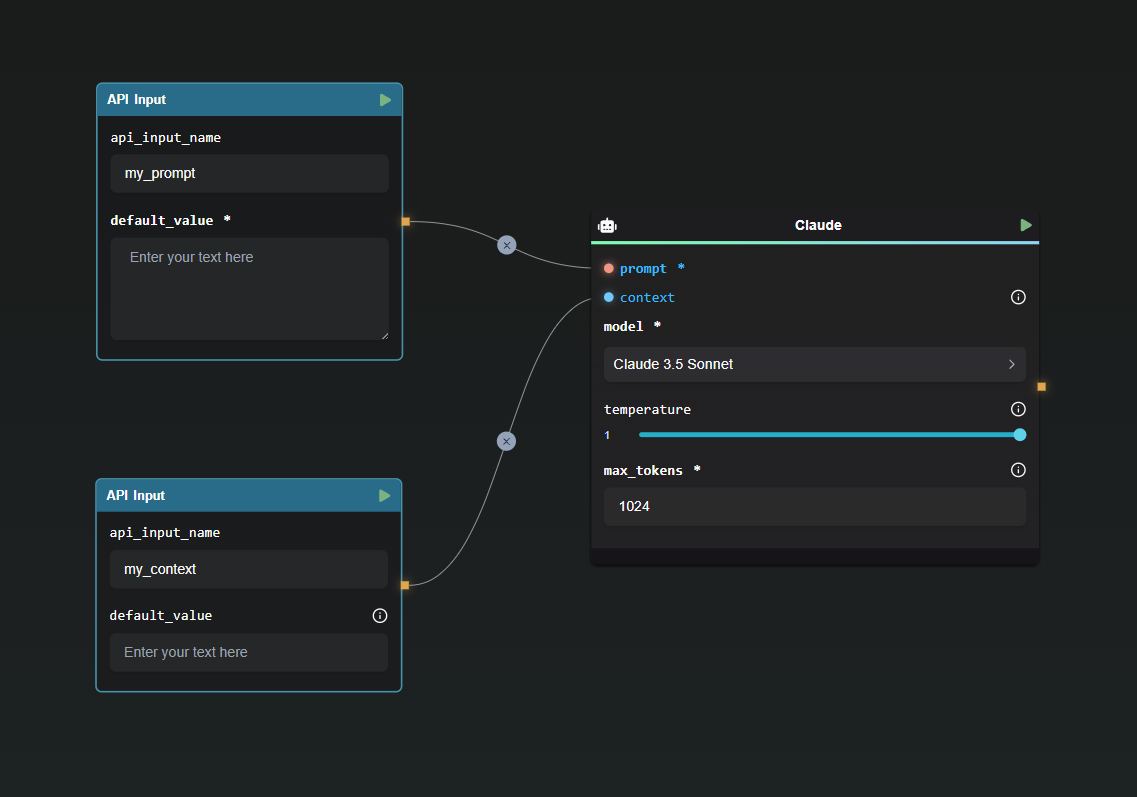 API Input
api_input_name
my_prompt
default_value *
Enter your text here
Claude
prompt *
context
model *
Claude 3.5 Sonnet
temperature
1
max_tokens *
1024
API Input
api_input_name
my_context
default_value
Enter your text here